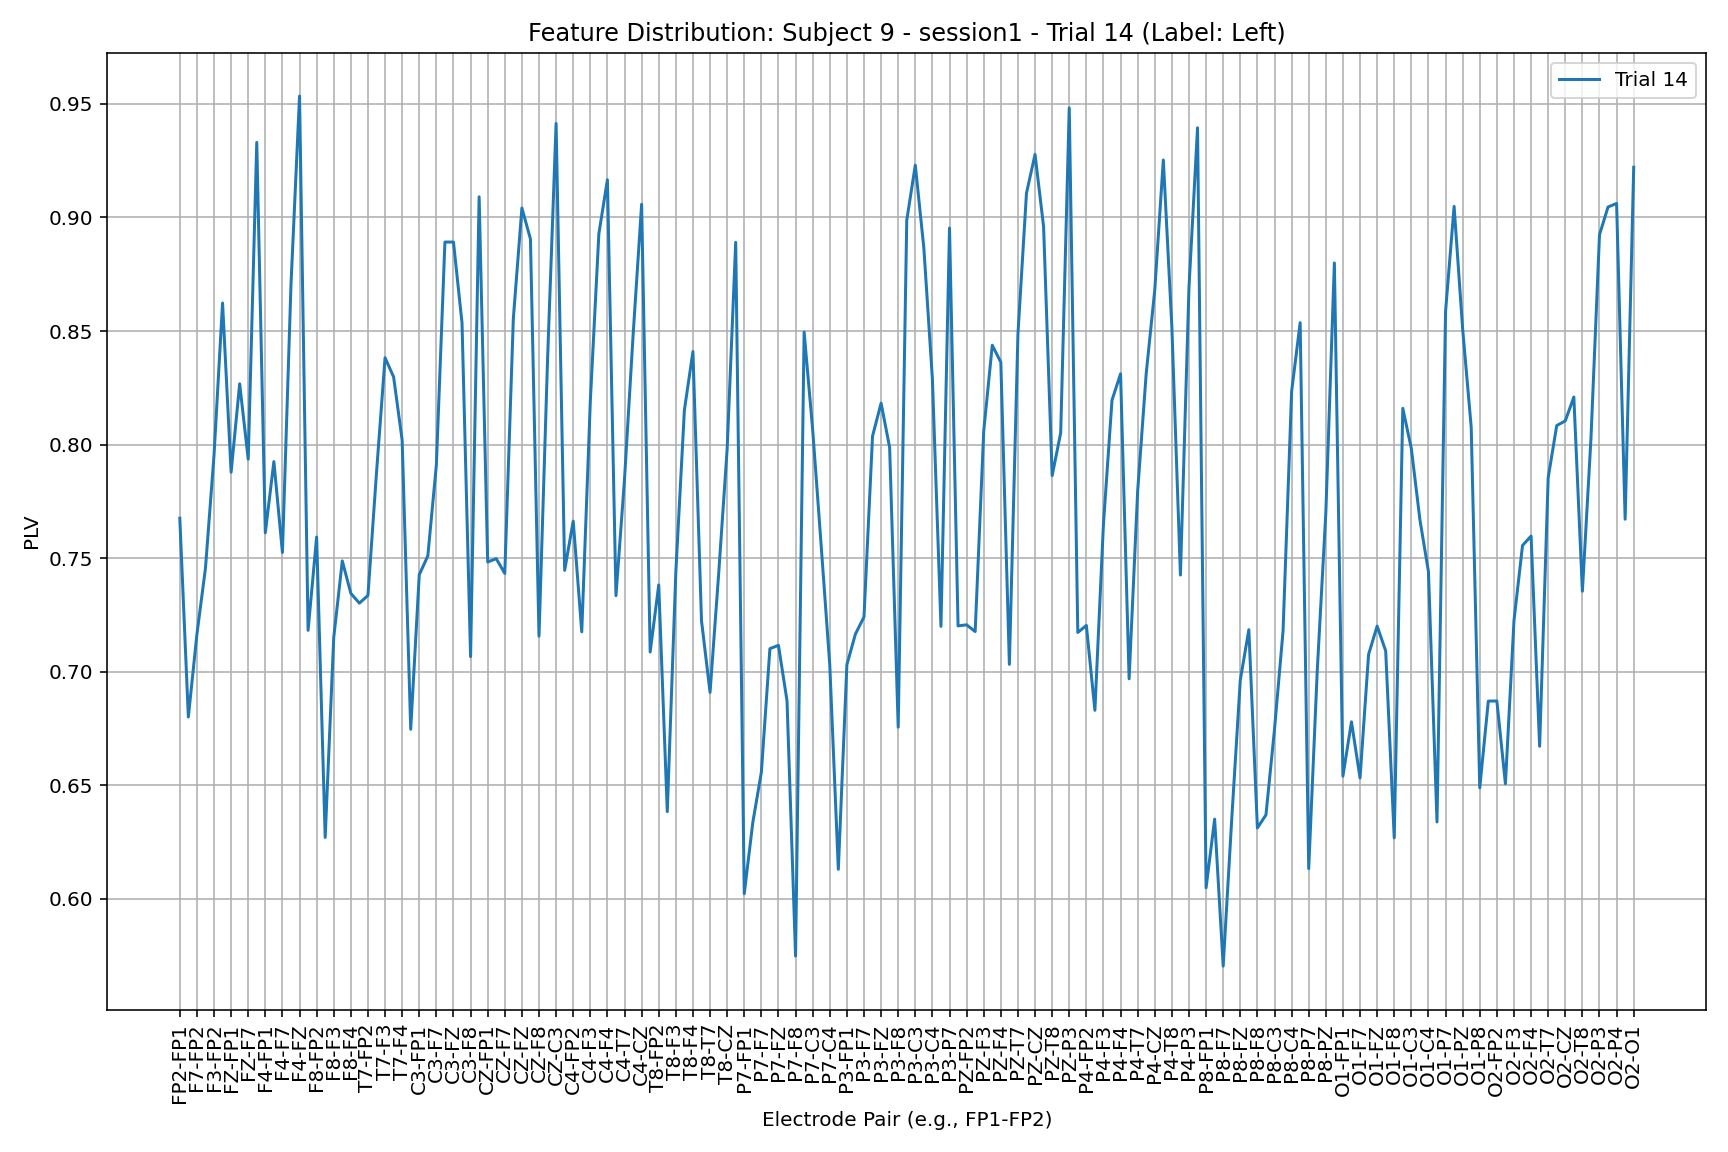 Feature Distribution: Subject 9 - session1 - Trial 14 (Label: Left)
Trial 14
PLV
0.95
0.90
0.85
0.80
0.75
0.70
0.65
0.60
FP2-FP1
F7-FP2
F3-FP2
FZ-FP1
FZ-F7
F4-FP1
F4-F7
F4-FZ
F8-FP2
F8-F3
F8-F4
T7-FP2
T7-F3
T7-F4
C3-FP1
C3-F7
C3-FZ
C3-F8
CZ-FP1
CZ-F7
CZ-FZ
CZ-F8
CZ-C3
C4-FP2
C4-F3
C4-F4
C4-T7
C4-CZ
T8-FP2
T8-F3
T8-F4
T8-T7
T8-CZ
P7-FP1
P7-F7
P7-FZ
P7-F8
P7-C3
P7-C4
P3-FP1
P3-F7
P3-FZ
P3-F8
P3-C3
P3-C4
P3-P7
PZ-FP2
PZ-F3
PZ-F4
PZ-T7
PZ-CZ
PZ-T8
PZ-P3
P4-FP2
P4-F3
P4-F4
P4-T7
P4-CZ
P4-T8
P4-P3
P8-FP1
P8-F7
P8-FZ
P8-F8
P8-C3
P8-C4
P8-P7
P8-PZ
O1-FP1
O1-F7
O1-FZ
O1-F8
O1-C3
O1-C4
O1-P7
O1-PZ
O1-P8
O2-FP2
O2-F3
O2-F4
O2-T7
O2-CZ
O2-T8
O2-P3
O2-P4
O2-O1
Electrode Pair (e.g., FP1-FP2)